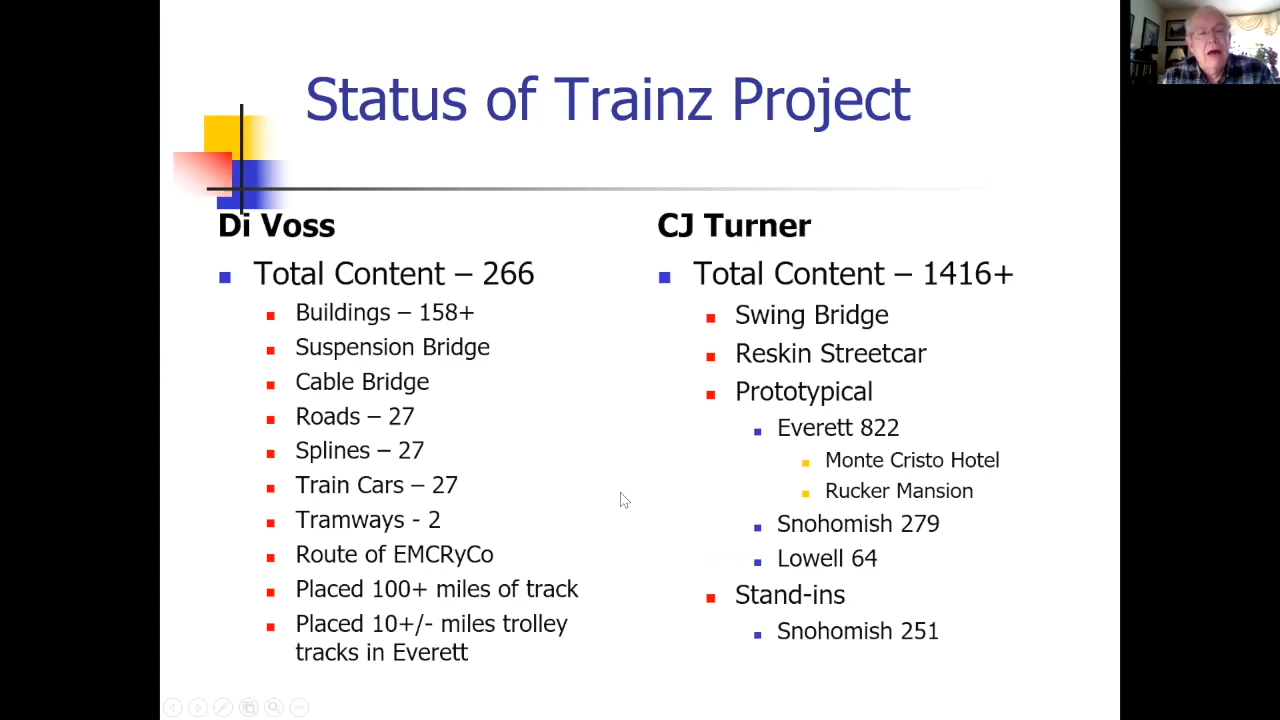 Status of Trainz Project
Di Voss
Total Content – 266
Buildings – 158+
Suspension Bridge
Cable Bridge
Roads – 27
Splines – 27
Train Cars – 27
Tramways - 2
Route of EMCRyCo
Placed 100+ miles of track
Placed 10+/- miles trolley
tracks in Everett
CJ Turner
Total Content – 1416+
Swing Bridge
Reskin Streetcar
Prototypical
Everett 822
Monte Cristo Hotel
Rucker Mansion
Snohomish 279
Lowell 64
Stand-ins
Snohomish 251